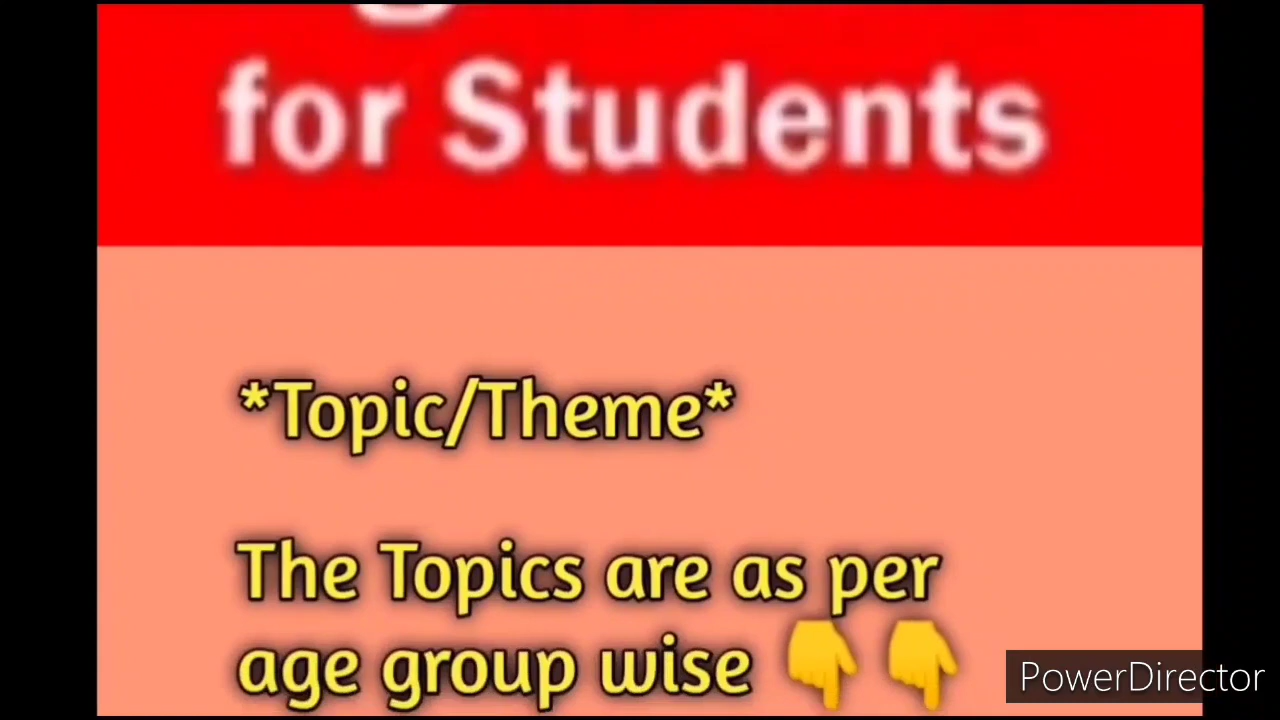 for Students
*Topic/Theme*
The Topics are as per
age group wise 👇👇
PowerDirector